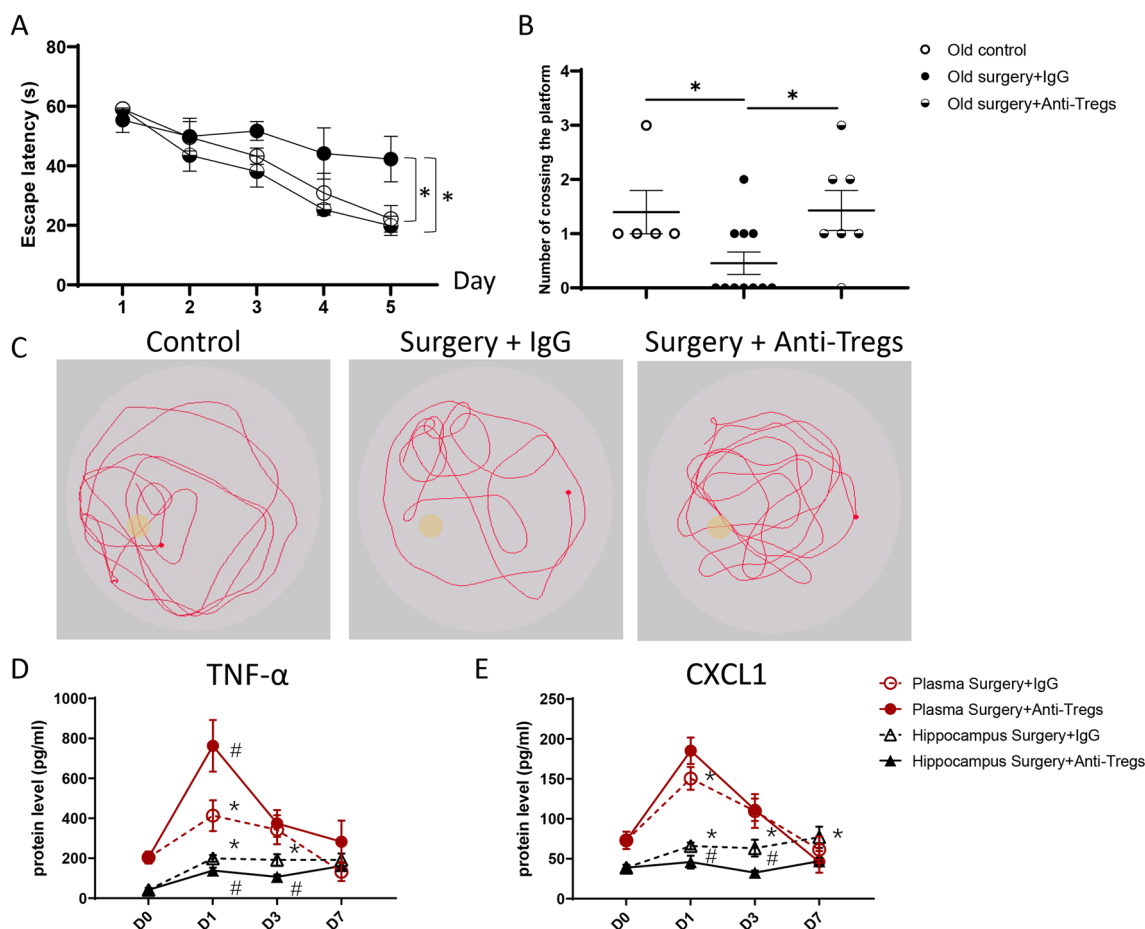 A
80
60
40
20
0
Escape latency (s)
1 2 3 4 5
Day
* *
B
4
3
2
1
0
Number of crossing the platform
* *
Old control
Old surgery+IgG
Old surgery+Anti-Tregs
C
Control
Surgery + IgG
Surgery + Anti-Tregs
D
TNF-α
1000
800
600
400
200
0
protein level (pg/ml)
#
*
* *
# #
D0 D1 D3 D7
E
CXCL1
250
200
150
100
50
0
protein level (pg/ml)
*
* * *
# #
D0 D1 D3 D7
Plasma Surgery+IgG
Plasma Surgery+Anti-Tregs
Hippocampus Surgery+IgG
Hippocampus Surgery+Anti-Tregs